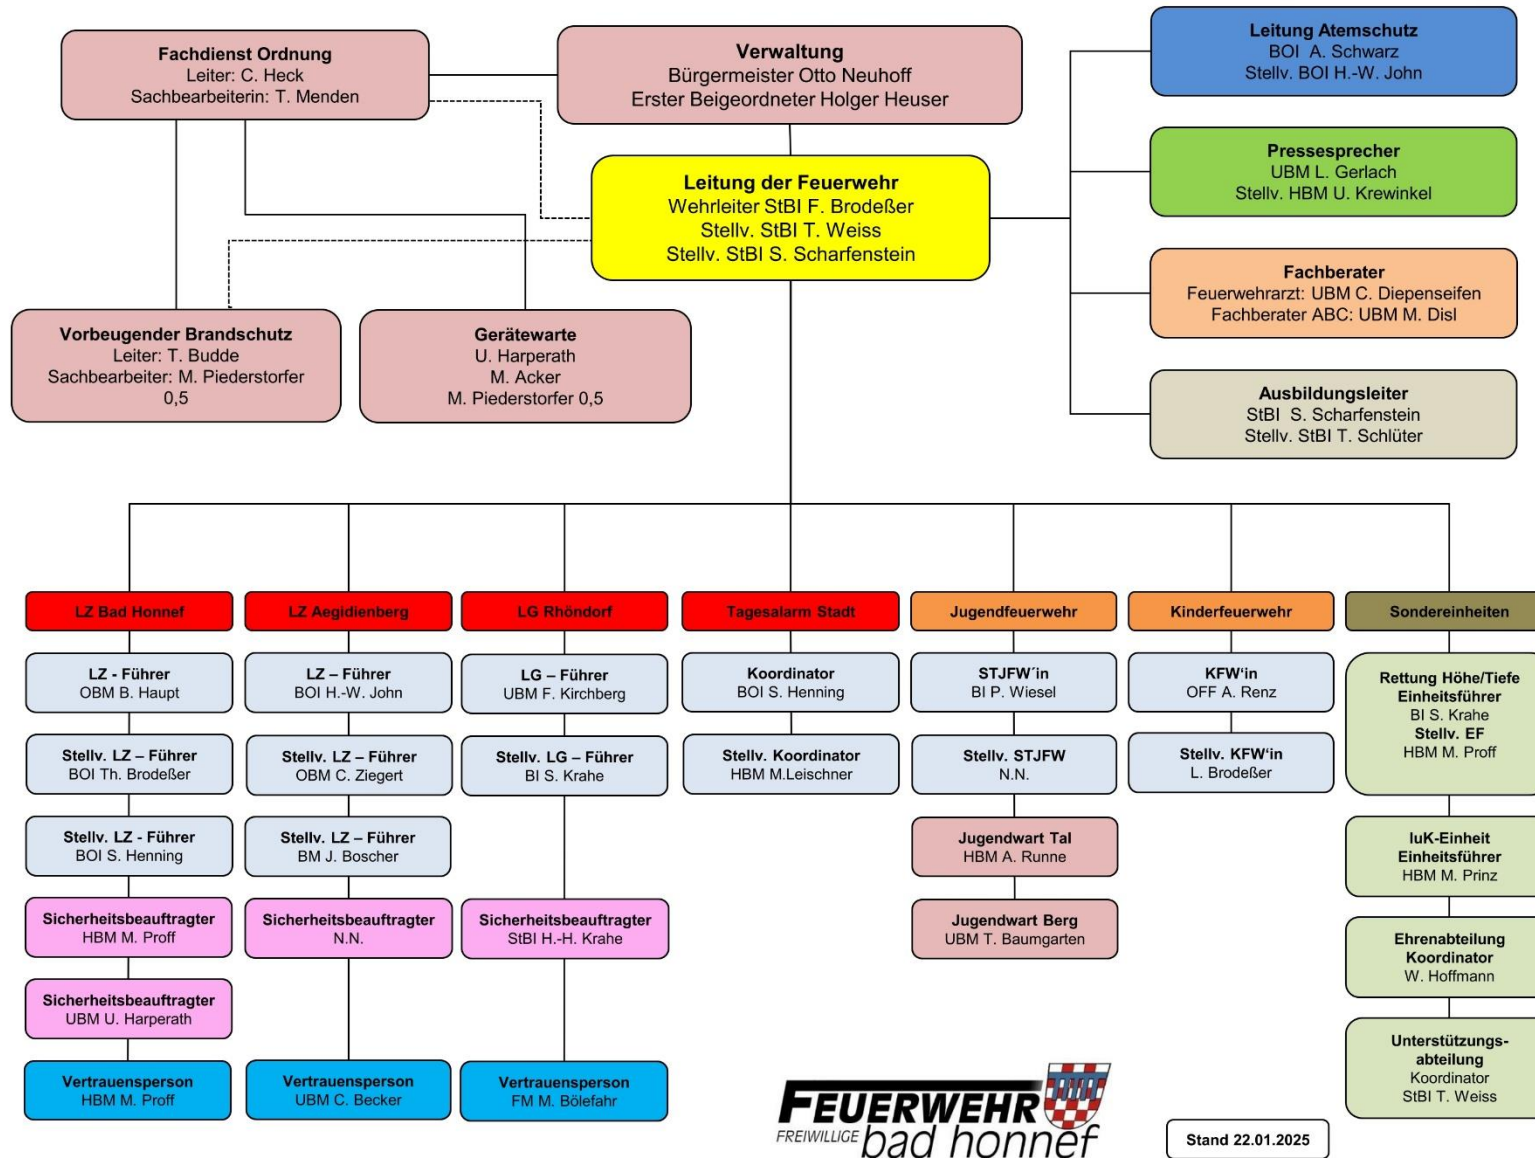 Fachdienst Ordnung
Leiter: C. Heck
Sachbearbeiterin: T. Menden
Verwaltung
Bürgermeister Otto Neuhoff
Erster Beigeordneter Holger Heuser
Leitung Atemschutz
BOI A. Schwarz
Stellv. BOI H.-W. John
Pressesprecher
UBM L. Gerlach
Stellv. HBM U. Krewinkel
Leitung der Feuerwehr
Wehrleiter StBI F. Brodeßer
Stellv. StBI T. Weiss
Stellv. StBI S. Scharfenstein
Fachberater
Feuerwehrarzt: UBM C. Diepenseifen
Fachberater ABC: UBM M. Disl
Vorbeugender Brandschutz
Leiter: T. Budde
Sachbearbeiter: M. Piederstorfer
0,5
Gerätewarte
U. Harperath
M. Acker
M. Piederstorfer 0,5
Ausbildungsleiter
StBI S. Scharfenstein
Stellv. StBI T. Schlüter
LZ Bad Honnef
LZ - Führer
OBM B. Haupt
Stellv. LZ – Führer
BOI Th. Brodeßer
Stellv. LZ - Führer
BOI S. Henning
Sicherheitsbeauftragter
HBM M. Proff
Sicherheitsbeauftragter
UBM U. Harperath
Vertrauensperson
HBM M. Proff
LZ Aegidienberg
LZ – Führer
BOI H.-W. John
Stellv. LZ – Führer
OBM C. Ziegert
Stellv. LZ – Führer
BM J. Boscher
Sicherheitsbeauftragter
N.N.
Vertrauensperson
UBM C. Becker
LG Rhöndorf
LG – Führer
UBM F. Kirchberg
Stellv. LG – Führer
BI S. Krahe
Sicherheitsbeauftragter
StBI H.-H. Krahe
Vertrauensperson
FM M. Bölefahr
Tagesalarm Stadt
Koordinator
BOI S. Henning
Stellv. Koordinator
HBM M.Leischner
Jugendfeuerwehr
STJFW´in
BI P. Wiesel
Stellv. STJFW
N.N.
Jugendwart Tal
HBM A. Runne
Jugendwart Berg
UBM T. Baumgarten
Kinderfeuerwehr
KFW‘in
OFF A. Renz
Stellv. KFW‘in
L. Brodeßer
Sondereinheiten
Rettung Höhe/Tiefe
Einheitsführer
BI S. Krahe
Stellv. EF
HBM M. Proff
IuK-Einheit
Einheitsführer
HBM M. Prinz
Ehrenabteilung
Koordinator
W. Hoffmann
Unterstützungs-
abteilung
Koordinator
StBI T. Weiss
FEUERWEHR
FREIWILLIGE bad honnef
Stand 22.01.2025